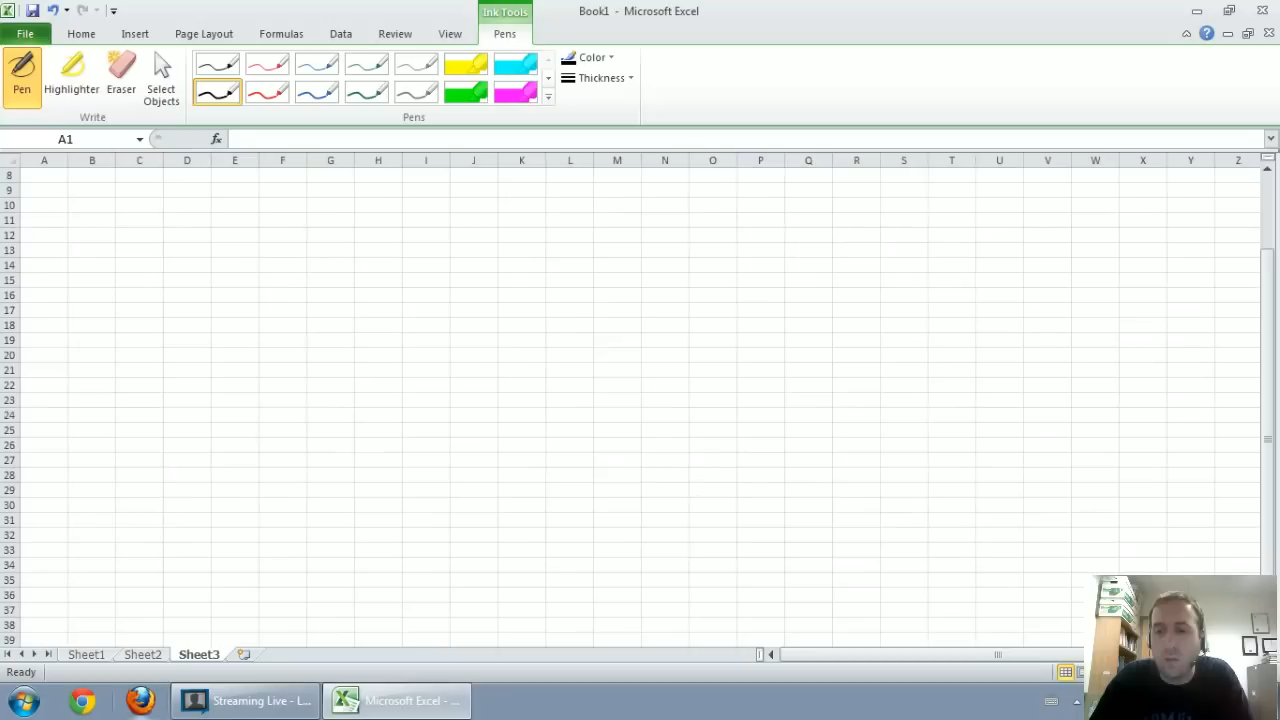 Ink Tools
Book1 - Microsoft Excel
File Home Insert Page Layout Formulas Data Review View Pens
Pen Highlighter Eraser Select Objects
Color
Thickness
Write Pens
A1 fx
A B C D E F G H I J K L M N O P Q R S T U V W X Y Z
8
9
10
11
12
13
14
15
16
17
18
19
20
21
22
23
24
25
26
27
28
29
30
31
32
33
34
35
36
37
38
39
Sheet1 Sheet2 Sheet3
Ready
Streaming Live - L... Microsoft Excel - ...